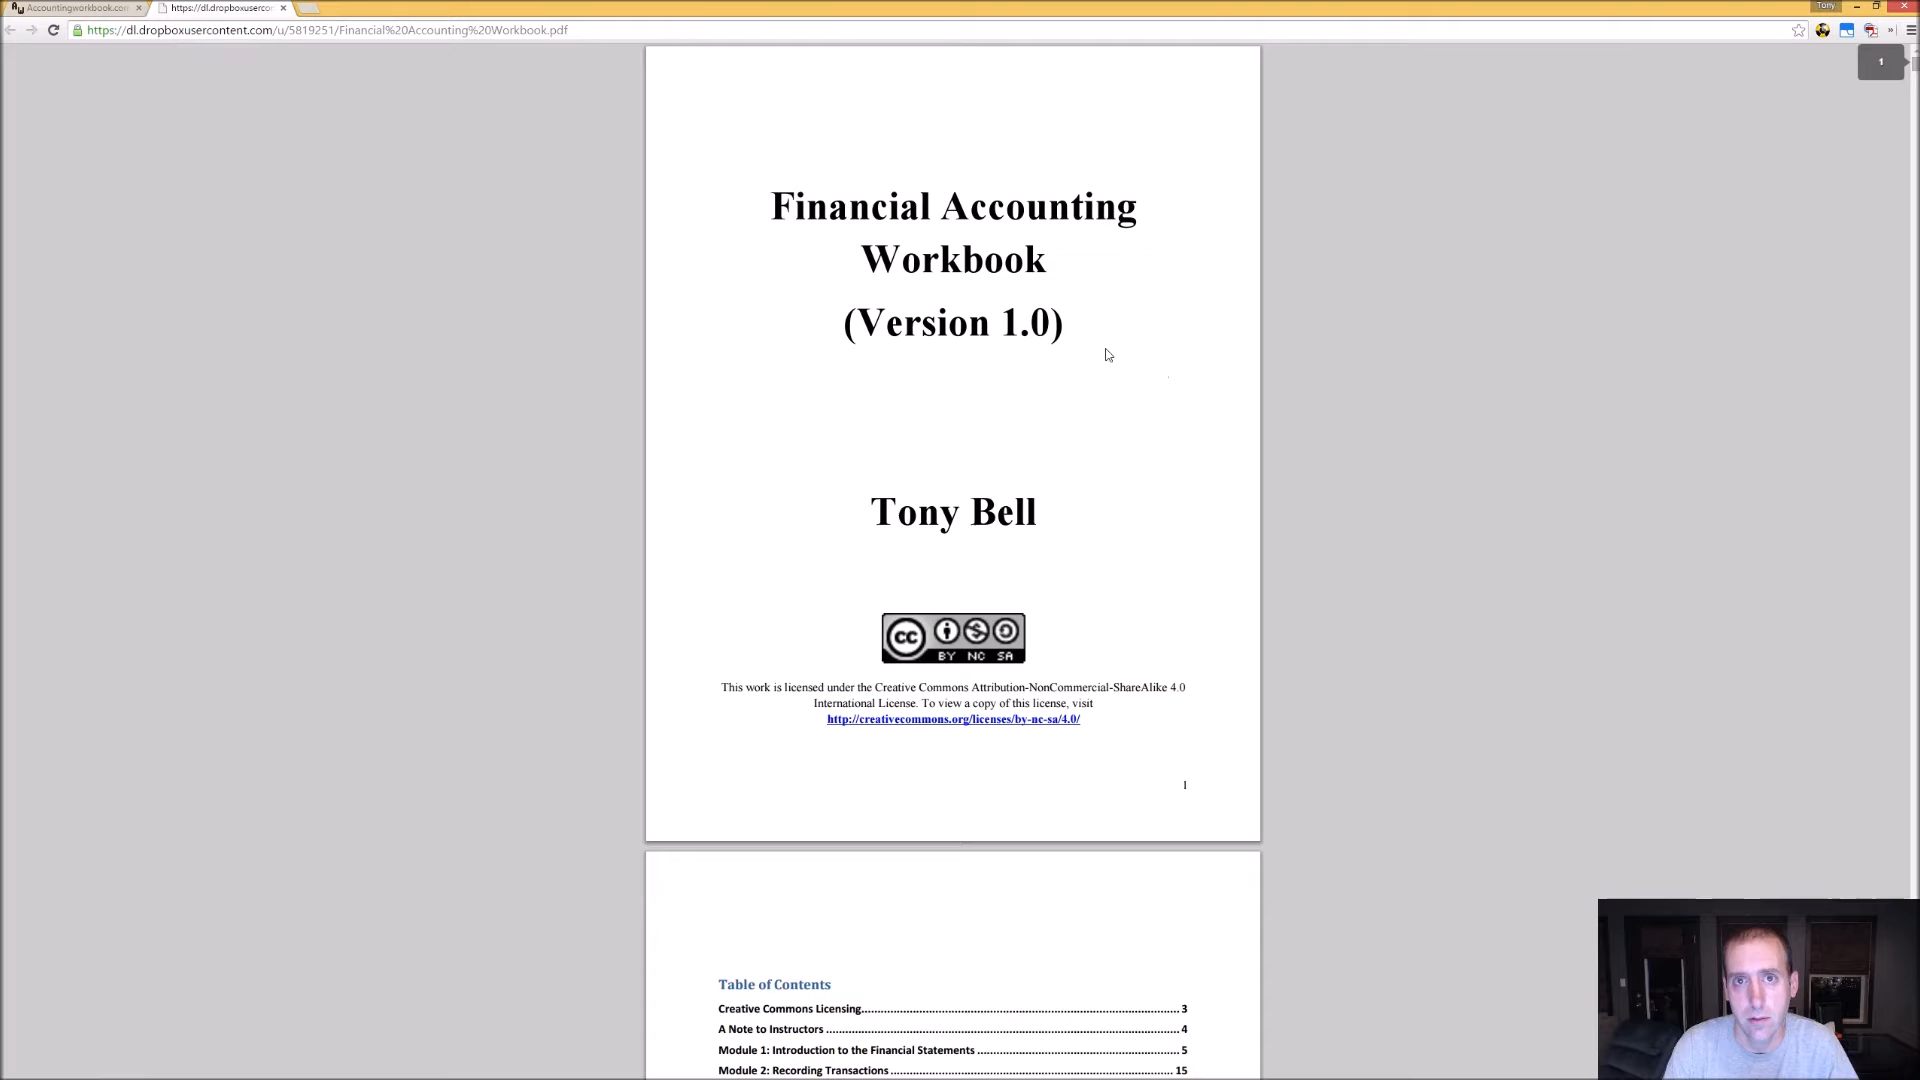 Accountingworkbook.com
https://dl.dropboxusercon
Tony
https://dl.dropboxusercontent.com/u/5819251/Financial%20Accounting%20Workbook.pdf
1
Financial Accounting
Workbook
(Version 1.0)
Tony Bell
cc
BY NC SA
This work is licensed under the Creative Commons Attribution-NonCommercial-ShareAlike 4.0
International License. To view a copy of this license, visit
http://creativecommons.org/licenses/by-nc-sa/4.0/
1
Table of Contents
Creative Commons Licensing........................................ 3
A Note to Instructors ........................................ 4
Module 1: Introduction to the Financial Statements ........................................ 5
Module 2: Recording Transactions ........................................ 15